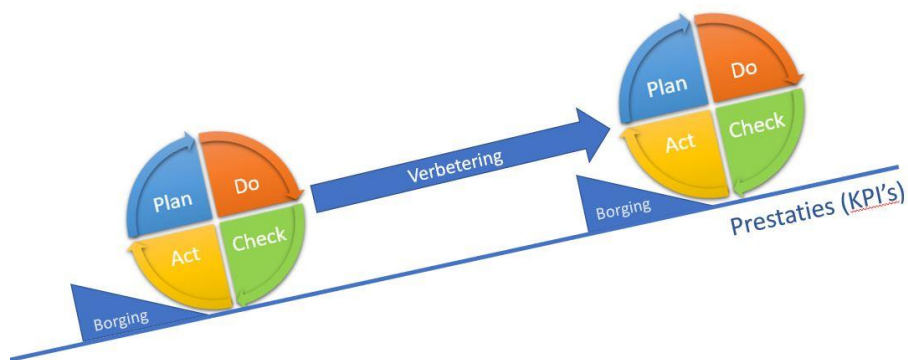 Plan
Do
Act
Check
Borging
Verbetering
Plan
Do
Act
Check
Borging
Prestaties (KPI's)